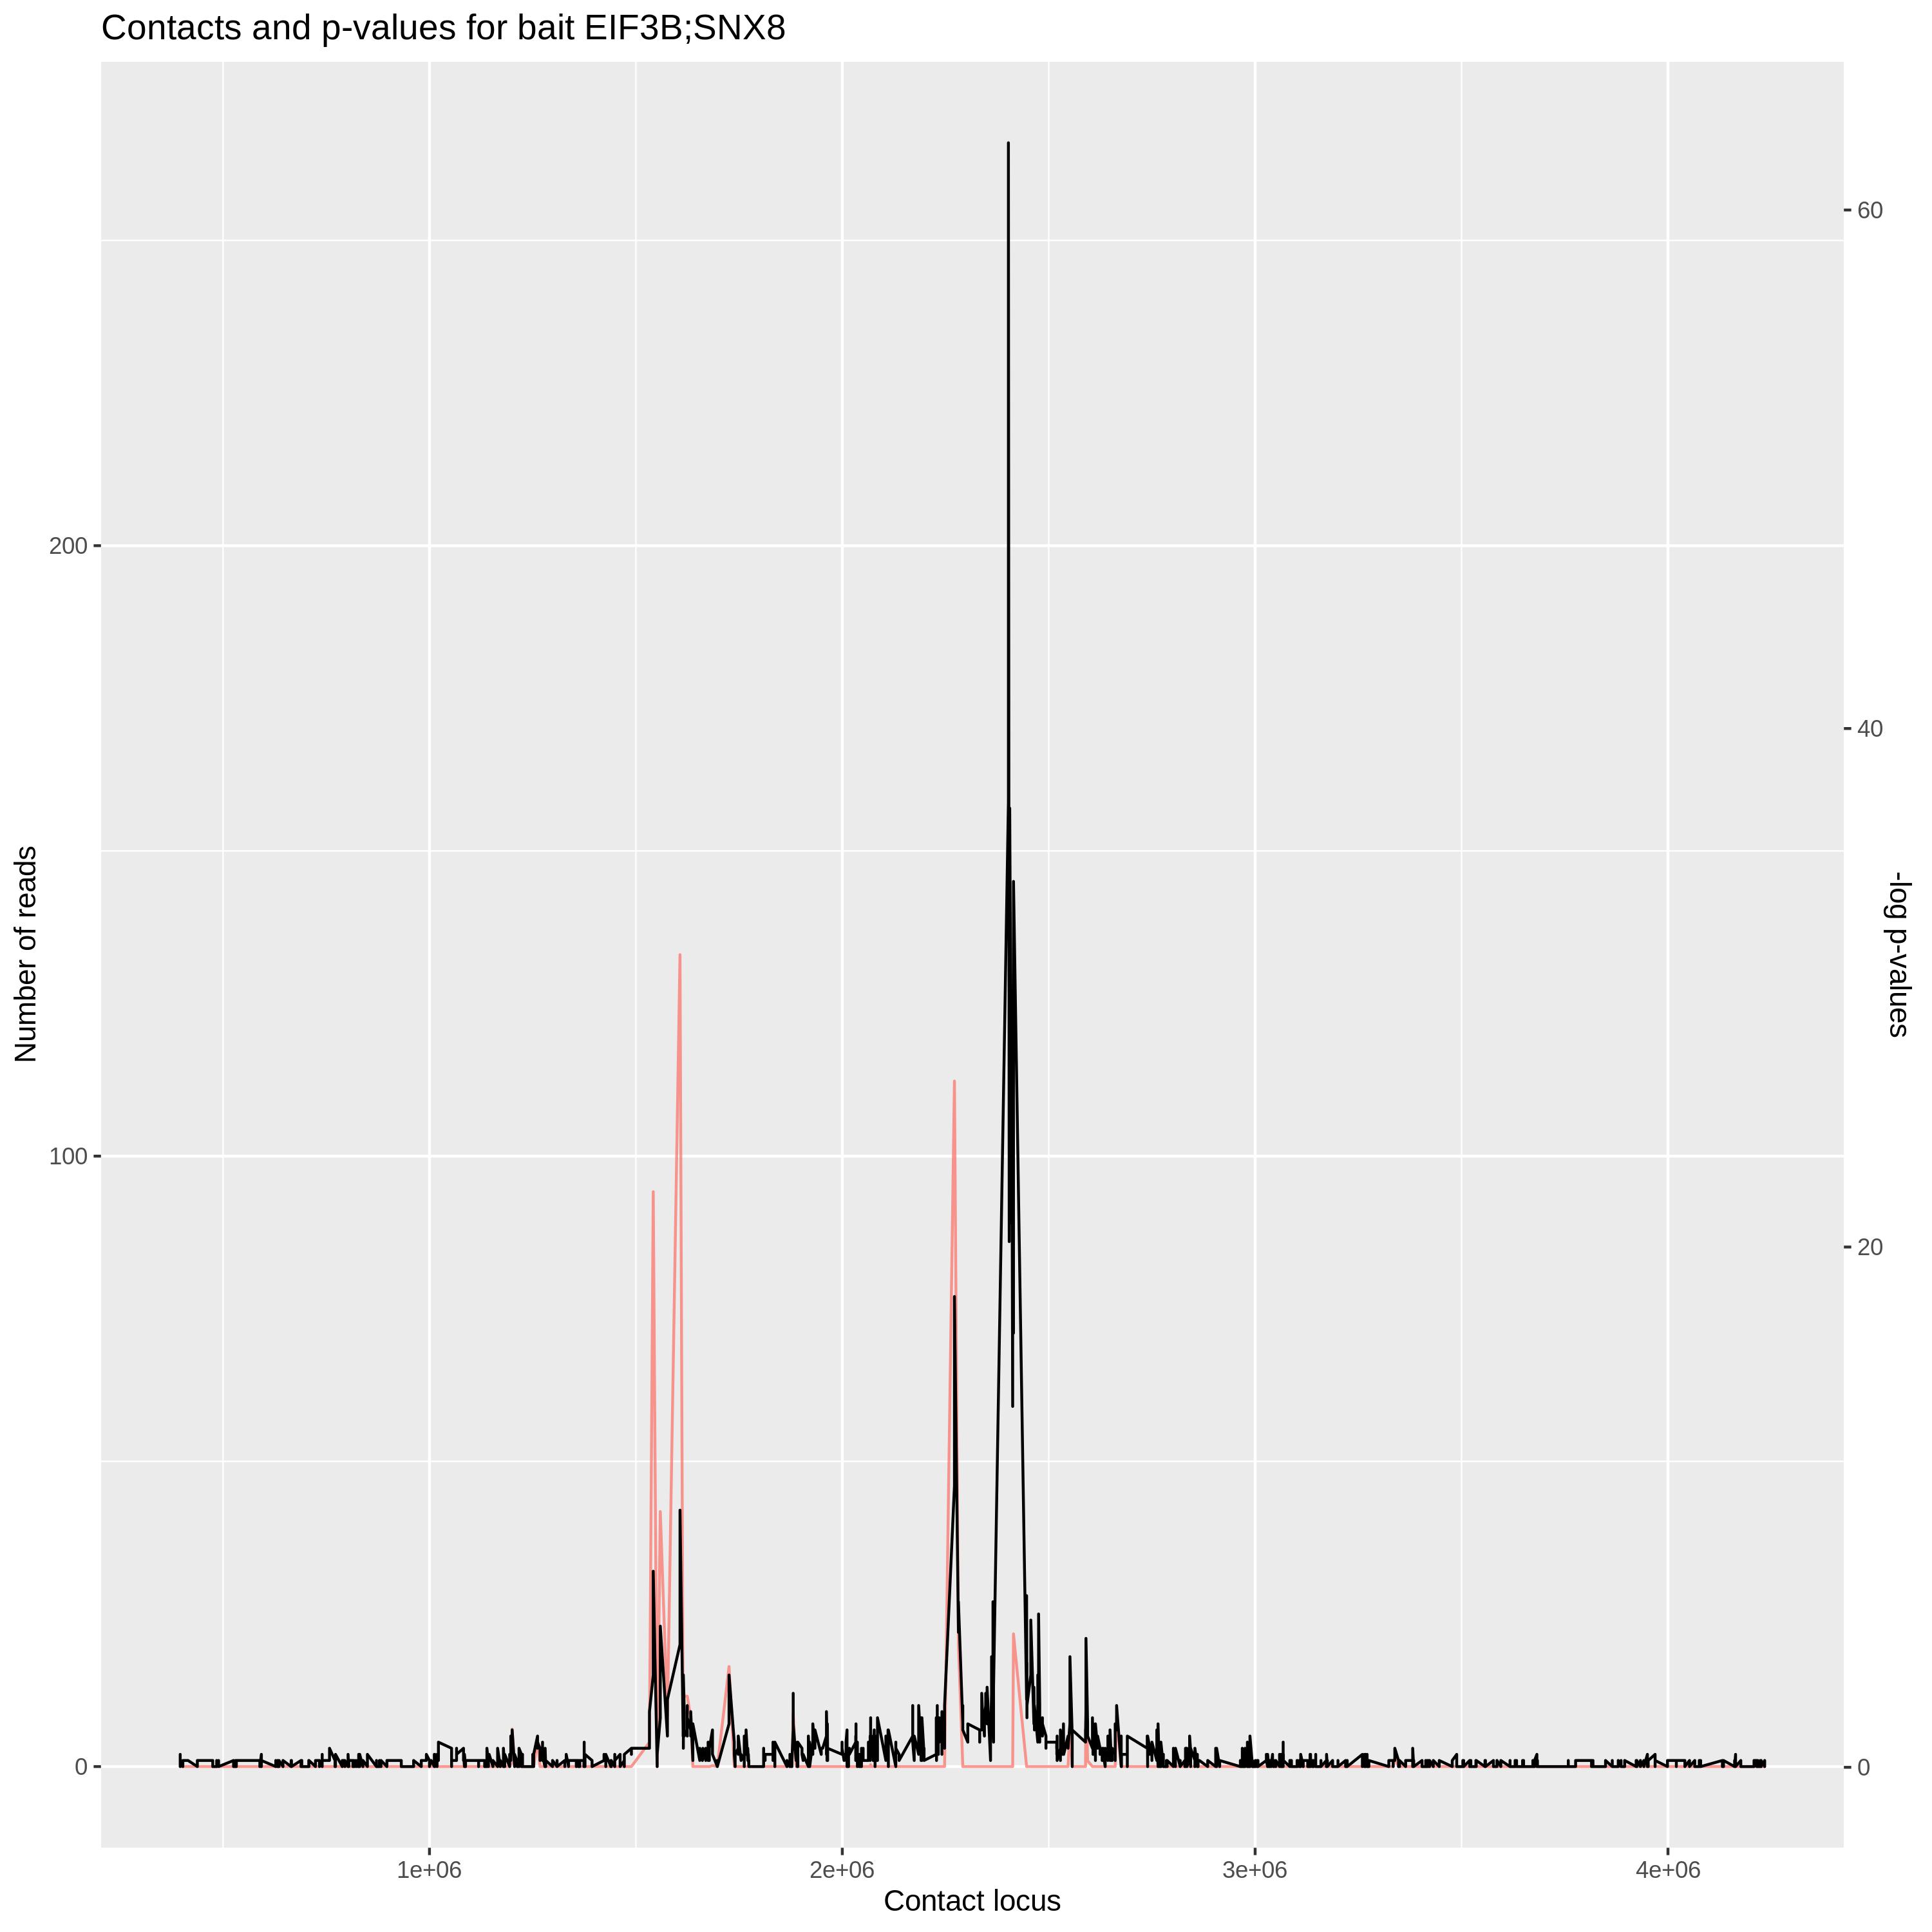 Contacts and p-values for bait EIF3B;SNX8
60
200
40
Number of reads
-log p-values
100
20
0
0
1e+06
2e+06
3e+06
4e+06
Contact locus